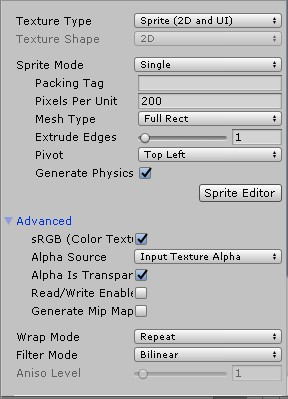 Texture Type Sprite (2D and UI)
Texture Shape 2D
Sprite Mode Single
Packing Tag
Pixels Per Unit 200
Mesh Type Full Rect
Extrude Edges 1
Pivot Top Left
Generate Physics
Sprite Editor
Advanced
sRGB (Color Textu
Alpha Source Input Texture Alpha
Alpha Is Transpar
Read/Write Enable
Generate Mip Map
Wrap Mode Repeat
Filter Mode Bilinear
Aniso Level 1